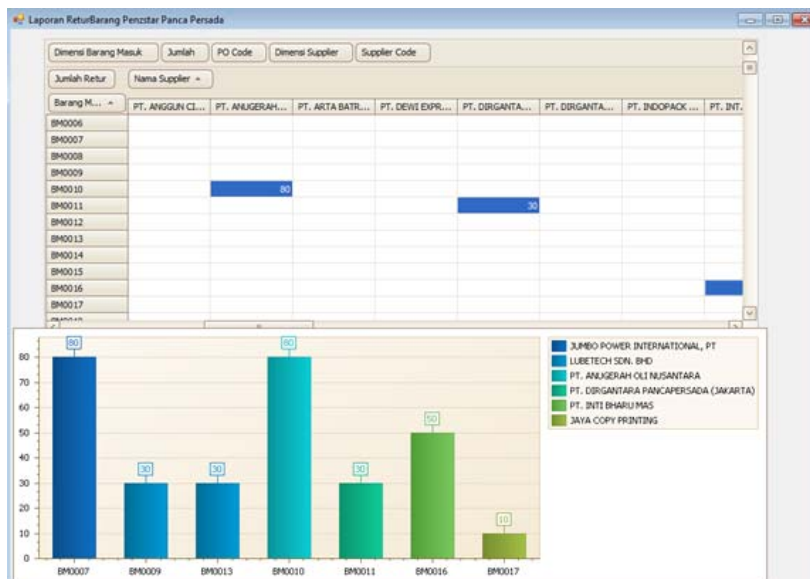 Laporan ReturBarang Penzstar Panca Persada
Dimensi Barang Masuk Jumlah PO Code Dimensi Supplier Supplier Code
Jumlah Retur Nama Supplier
Barang M... PT. ANGGUN CI... PT. ANUGERAH... PT. ARTA BATR... PT. DEWI EXPR... PT. DIRGANTA... PT. DIRGANTA... PT. INDOPACK ... PT. INT.
BM0006
BM0007
BM0008
BM0009
BM0010 80
BM0011 30
BM0012
BM0013
BM0014
BM0015
BM0016
BM0017
JUMBO POWER INTERNATIONAL, PT
LUBETECH SDN. BHD
PT. ANUGERAH OLI NUSANTARA
PT. DIRGANTARA PANCAPERSADA (JAKARTA)
PT. INTI BHARU MAS
JAYA COPY PRINTING
80 30 30 80 30 50 10
80
70
60
50
40
30
20
10
0
BM0007 BM0009 BM0013 BM0010 BM0011 BM0016 BM0017